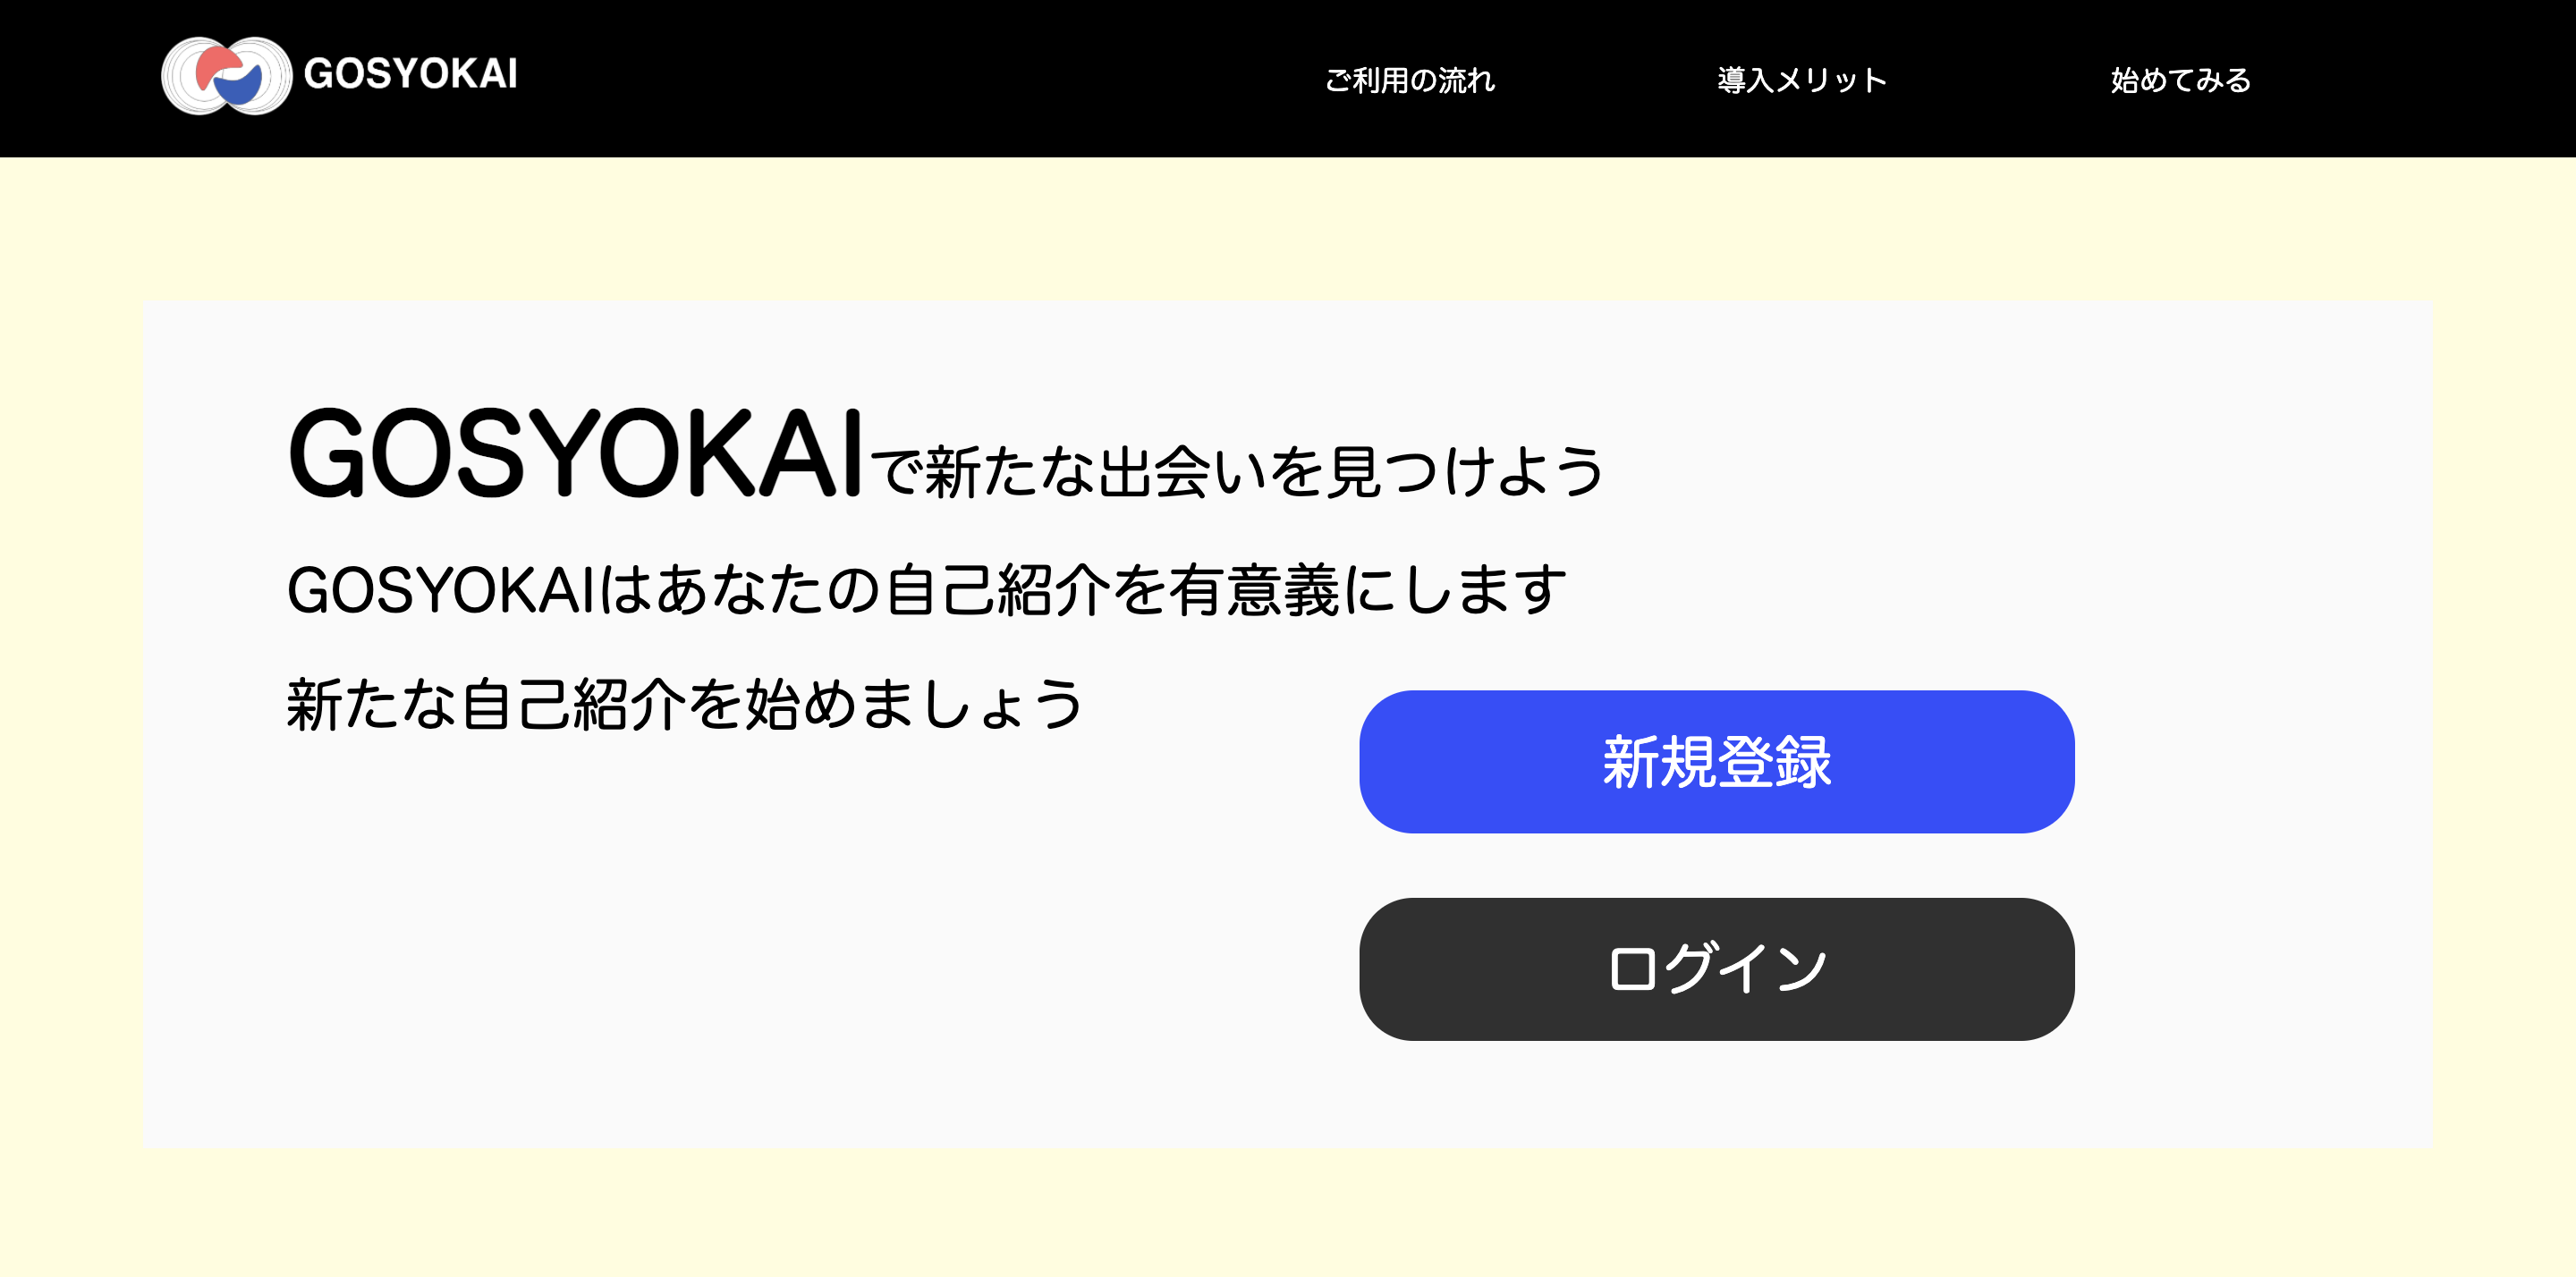 GOSYOKAI
ご利用の流れ
導入メリット
始めてみる
GOSYOKAIで新たな出会いを見つけよう
GOSYOKAIはあなたの自己紹介を有意義にします
新たな自己紹介を始めましょう
新規登録
ログイン